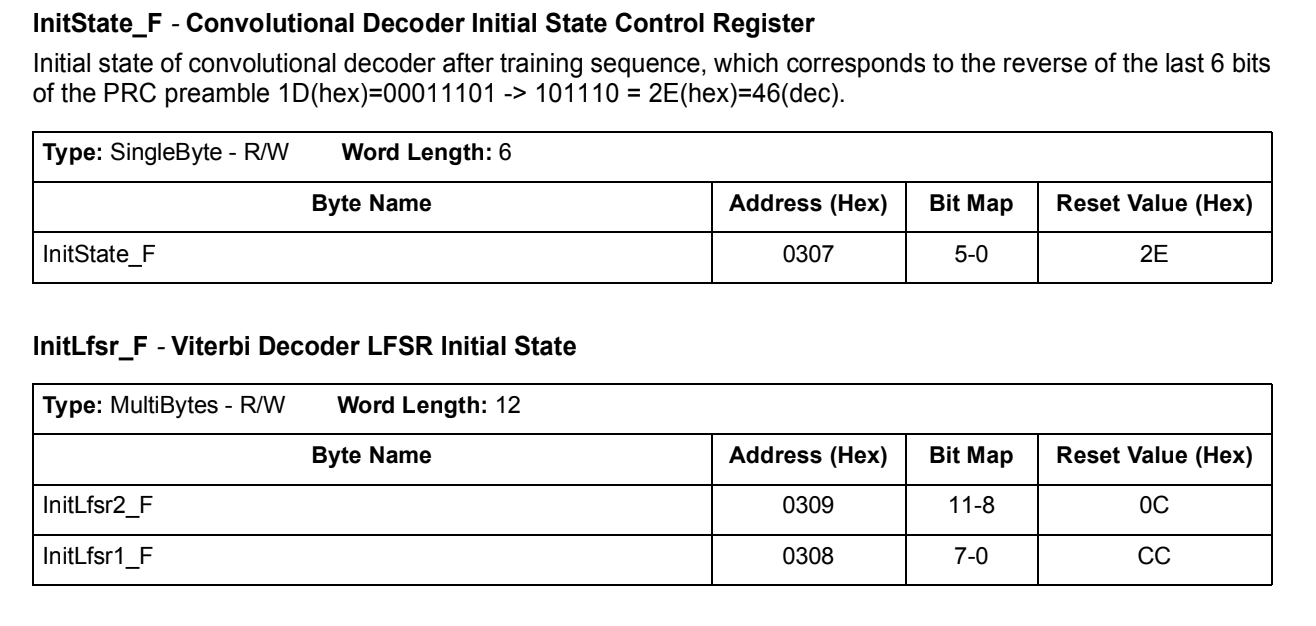 InitState_F - Convolutional Decoder Initial State Control Register
Initial state of convolutional decoder after training sequence, which corresponds to the reverse of the last 6 bits
of the PRC preamble 1D(hex)=00011101 -> 101110 = 2E(hex)=46(dec).
Type: SingleByte - R/W Word Length: 6
Byte Name Address (Hex) Bit Map Reset Value (Hex)
InitState_F 0307 5-0 2E
InitLfsr_F - Viterbi Decoder LFSR Initial State
Type: MultiBytes - R/W Word Length: 12
Byte Name Address (Hex) Bit Map Reset Value (Hex)
InitLfsr2_F 0309 11-8 0C
InitLfsr1_F 0308 7-0 CC